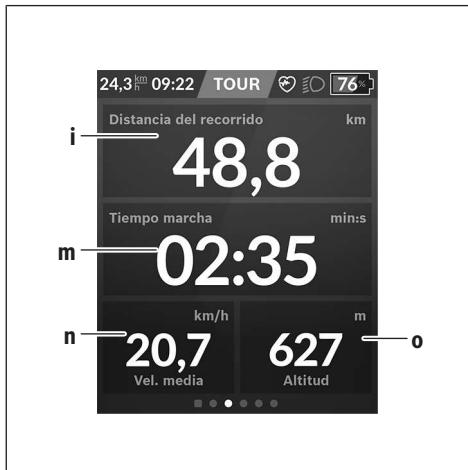 24,3 km/h 09:22 TOUR 76%
Distancia del recorrido km
i
48,8
Tiempo marcha min:s
m
02:35
km/h m
n 20,7 627 o
Vel. media Altitud